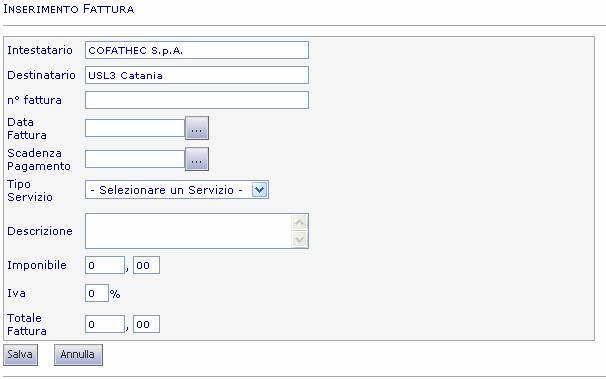 INSERIMENTO FATTURA
Intestatario COFATHEC S.p.A.
Destinatario USL3 Catania
n° fattura
Data
Fattura ...
Scadenza
Pagamento ...
Tipo
Servizio - Selezionare un Servizio -
Descrizione
Imponibile 0 , 00
Iva 0 %
Totale
Fattura 0 , 00
Salva Annulla